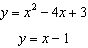 y = x² − 4x + 3
y = x − 1